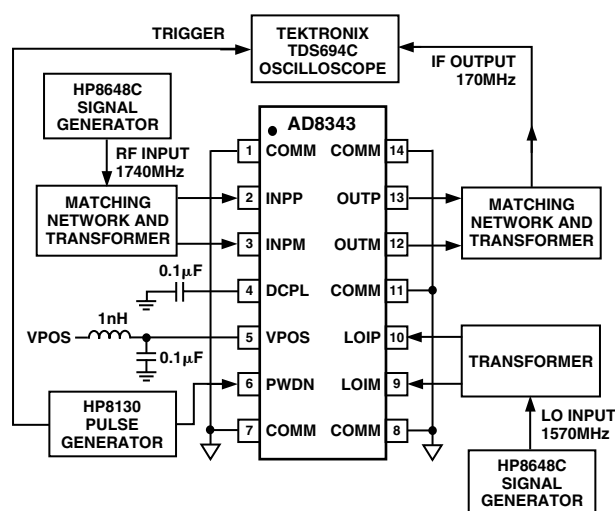 TRIGGER
TEKTRONIX
TDS694C
OSCILLOSCOPE
IF OUTPUT
170MHz
HP8648C
SIGNAL
GENERATOR
RF INPUT
1740MHz
MATCHING
NETWORK AND
TRANSFORMER
AD8343
1 COMM COMM 14
2 INPP OUTP 13
3 INPM OUTM 12
4 DCPL COMM 11
5 VPOS LOIP 10
6 PWDN LOIM 9
7 COMM COMM 8
MATCHING
NETWORK AND
TRANSFORMER
0.1μF
1nH
VPOS
0.1μF
HP8130
PULSE
GENERATOR
TRANSFORMER
LO INPUT
1570MHz
HP8648C
SIGNAL
GENERATOR